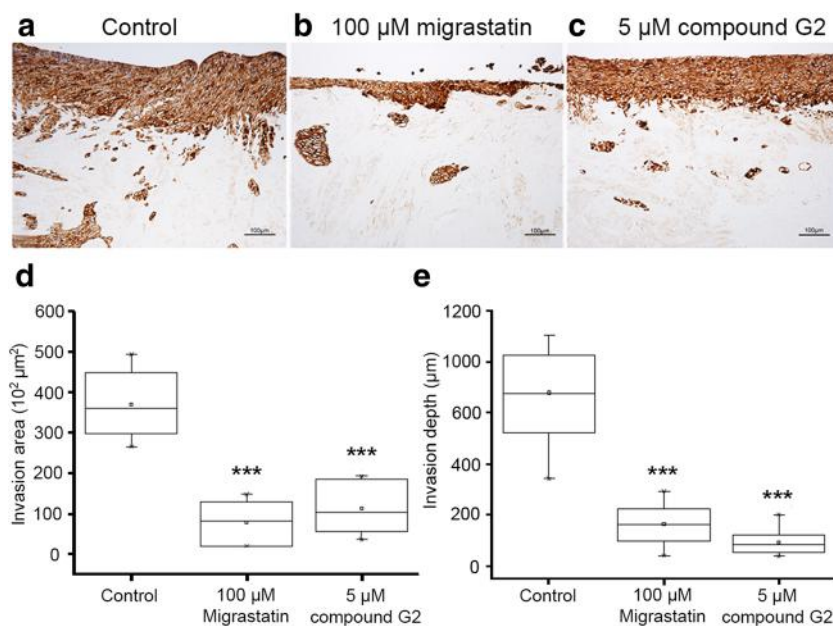 a Control
b 100 µM migrastatin
c 5 µM compound G2
100µm
100µm
100µm
d
600
500
400
300
200
100
0
Invasion area (10² µm²)
***
***
Control
100 µM
Migrastatin
5 µM
compound G2
e
1200
1000
800
600
400
200
0
Invasion depth (µm)
***
***
Control
100 µM
Migrastatin
5 µM
compound G2